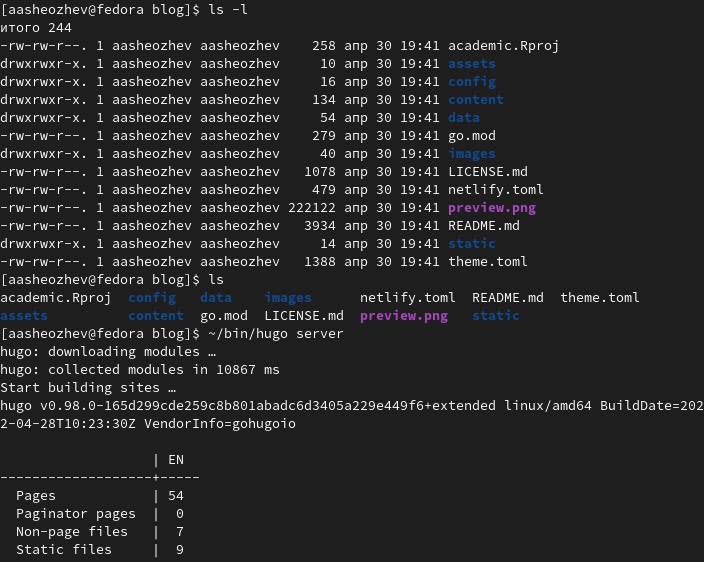 [aasheozhev@fedora blog]$ ls -l
итого 244
-rw-rw-r--. 1 aasheozhev aasheozhev    258 апр 30 19:41 academic.Rproj
drwxrwxr-x. 1 aasheozhev aasheozhev     10 апр 30 19:41 assets
drwxrwxr-x. 1 aasheozhev aasheozhev     16 апр 30 19:41 config
drwxrwxr-x. 1 aasheozhev aasheozhev    134 апр 30 19:41 content
drwxrwxr-x. 1 aasheozhev aasheozhev     54 апр 30 19:41 data
-rw-rw-r--. 1 aasheozhev aasheozhev    279 апр 30 19:41 go.mod
drwxrwxr-x. 1 aasheozhev aasheozhev     40 апр 30 19:41 images
-rw-rw-r--. 1 aasheozhev aasheozhev   1078 апр 30 19:41 LICENSE.md
-rw-rw-r--. 1 aasheozhev aasheozhev    479 апр 30 19:41 netlify.toml
-rw-rw-r--. 1 aasheozhev aasheozhev 222122 апр 30 19:41 preview.png
-rw-rw-r--. 1 aasheozhev aasheozhev   3934 апр 30 19:41 README.md
drwxrwxr-x. 1 aasheozhev aasheozhev     14 апр 30 19:41 static
-rw-rw-r--. 1 aasheozhev aasheozhev   1388 апр 30 19:41 theme.toml
[aasheozhev@fedora blog]$ ls
academic.Rproj  config   data    images      netlify.toml  README.md  theme.toml
assets          content  go.mod  LICENSE.md  preview.png   static
[aasheozhev@fedora blog]$ ~/bin/hugo server
hugo: downloading modules …
hugo: collected modules in 10867 ms
Start building sites …
hugo v0.98.0-165d299cde259c8b801abadc6d3405a229e449f6+extended linux/amd64 BuildDate=202
2-04-28T10:23:30Z VendorInfo=gohugoio
                   | EN
-------------------+-----
  Pages            | 54
  Paginator pages  |  0
  Non-page files   |  7
  Static files     |  9